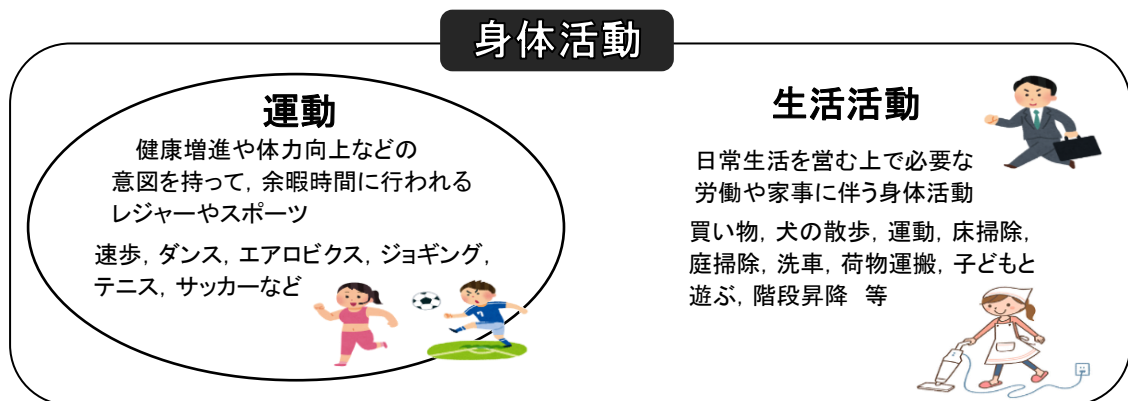 身体活動
運動
健康増進や体力向上などの
意図を持って，余暇時間に行われる
レジャーやスポーツ
速歩，ダンス，エアロビクス，ジョギング，
テニス，サッカーなど
生活活動
日常生活を営む上で必要な
労働や家事に伴う身体活動
買い物，犬の散歩，運動，床掃除，
庭掃除，洗車，荷物運搬，子どもと
遊ぶ，階段昇降　等